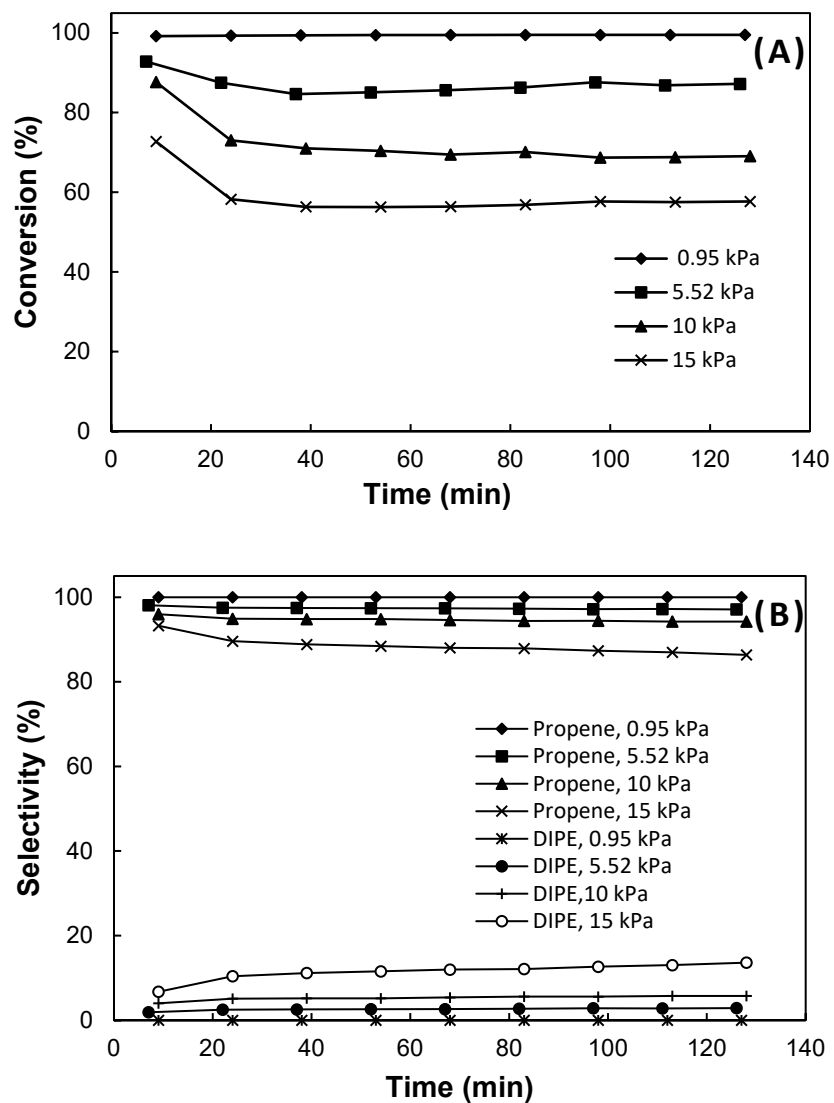 100
80
60
40
20
0
Conversion (%)
(A)
0.95 kPa
5.52 kPa
10 kPa
15 kPa
0 20 40 60 80 100 120 140
Time (min)
100
80
60
40
20
0
Selectivity (%)
(B)
Propene, 0.95 kPa
Propene, 5.52 kPa
Propene, 10 kPa
Propene, 15 kPa
DIPE, 0.95 kPa
DIPE, 5.52 kPa
DIPE,10 kPa
DIPE, 15 kPa
0 20 40 60 80 100 120 140
Time (min)